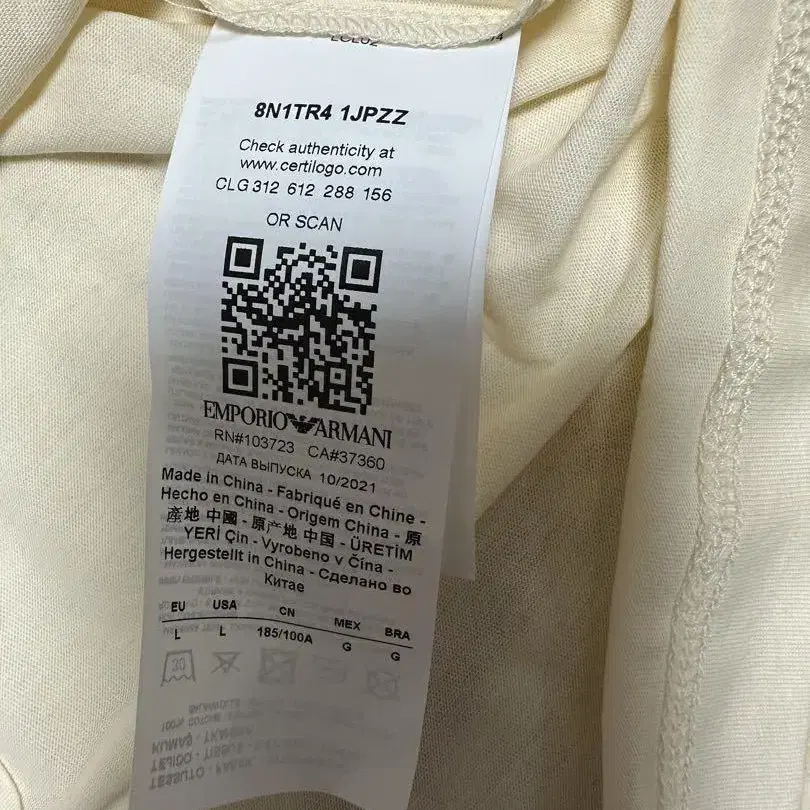 8N1TR4 1JPZZ
Check authenticity at
www.certilogo.com
CLG 312 612 288 156
OR SCAN
EMPORIO ARMANI
RN#103723 CA#37360
ДАТА ВЫПУСКА 10/2021
Made in China - Fabriqué en Chine -
Hecho en China - Origem China - 原
産地 中國 - 原产地 中国 - ÜRETİM
YERİ Çin - Vyrobeno v Čína -
Hergestellt in China - Сделано во
Китае
EU USA CN MEX BRA
L L 185/100A G G
30